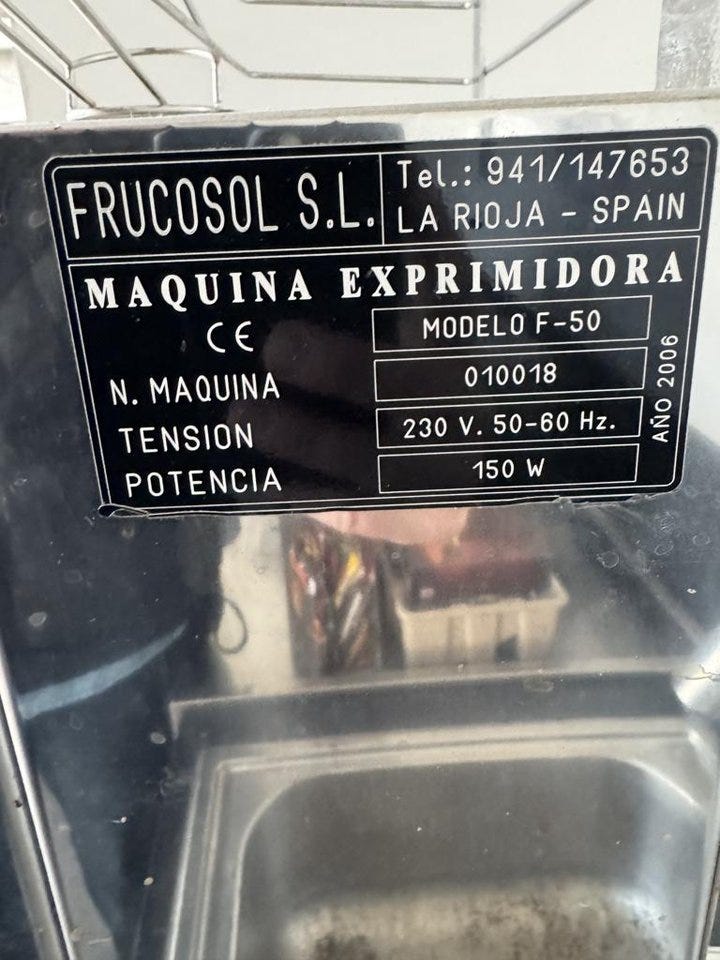 FRUCOSOL S.L.
Tel.: 941/147653
LA RIOJA - SPAIN
MAQUINA EXPRIMIDORA
CE
MODELO F-50
N. MAQUINA 010018
TENSION 230 V. 50-60 Hz.
POTENCIA 150 W
AÑO 2006